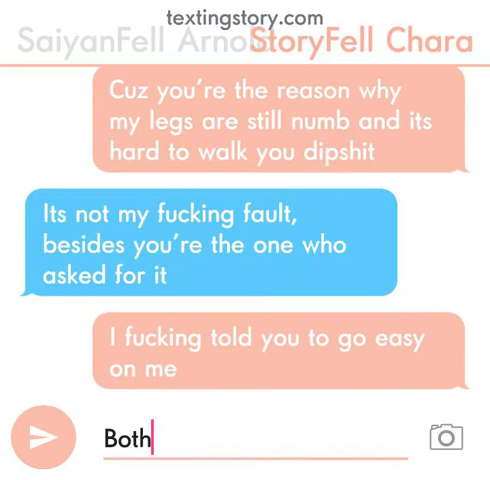 textingstory.com
SaiyanFell Arno
StoryFell Chara
Cuz you're the reason why
my legs are still numb and its
hard to walk you dipshit
Its not my fucking fault,
besides you're the one who
asked for it
I fucking told you to go easy
on me
Both